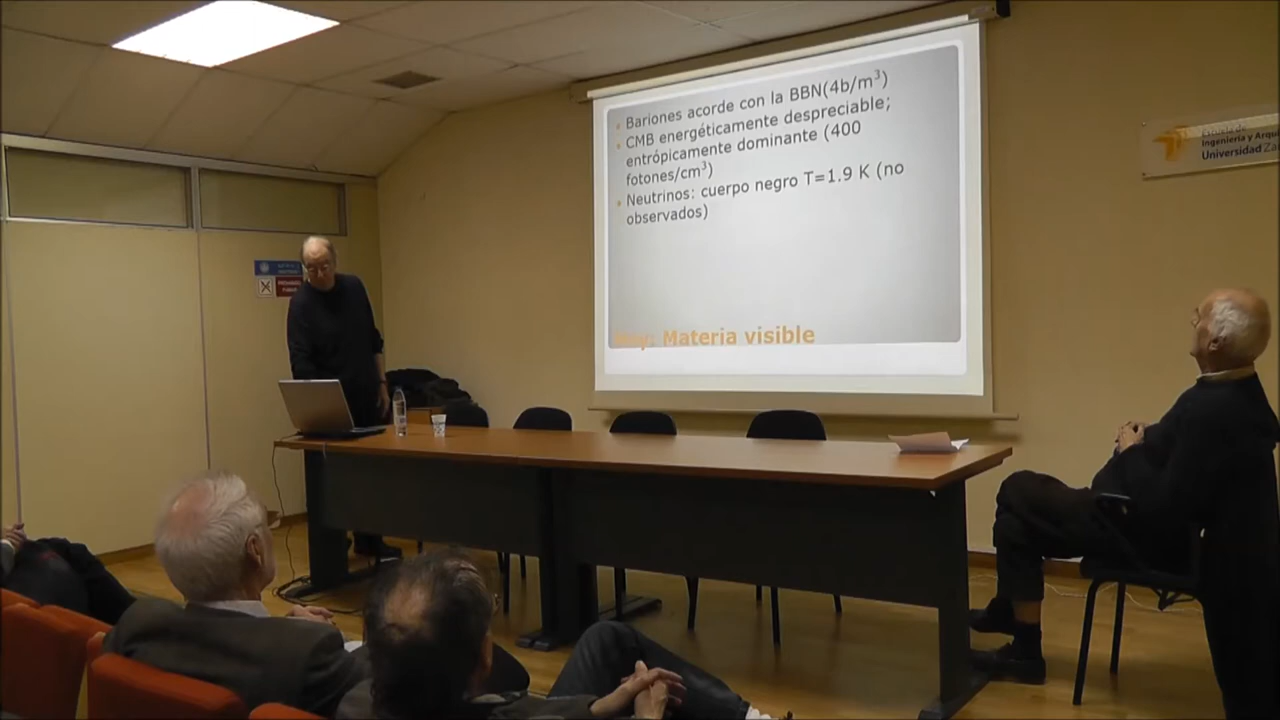 Bariones acorde con la BBN(4b/m³)
CMB energéticamente despreciable;
entrópicamente dominante (400
fotones/cm³)
Neutrinos: cuerpo negro T=1.9 K (no
observados)
Materia visible
Escuela de
Ingeniería y Arqu
Universidad Za